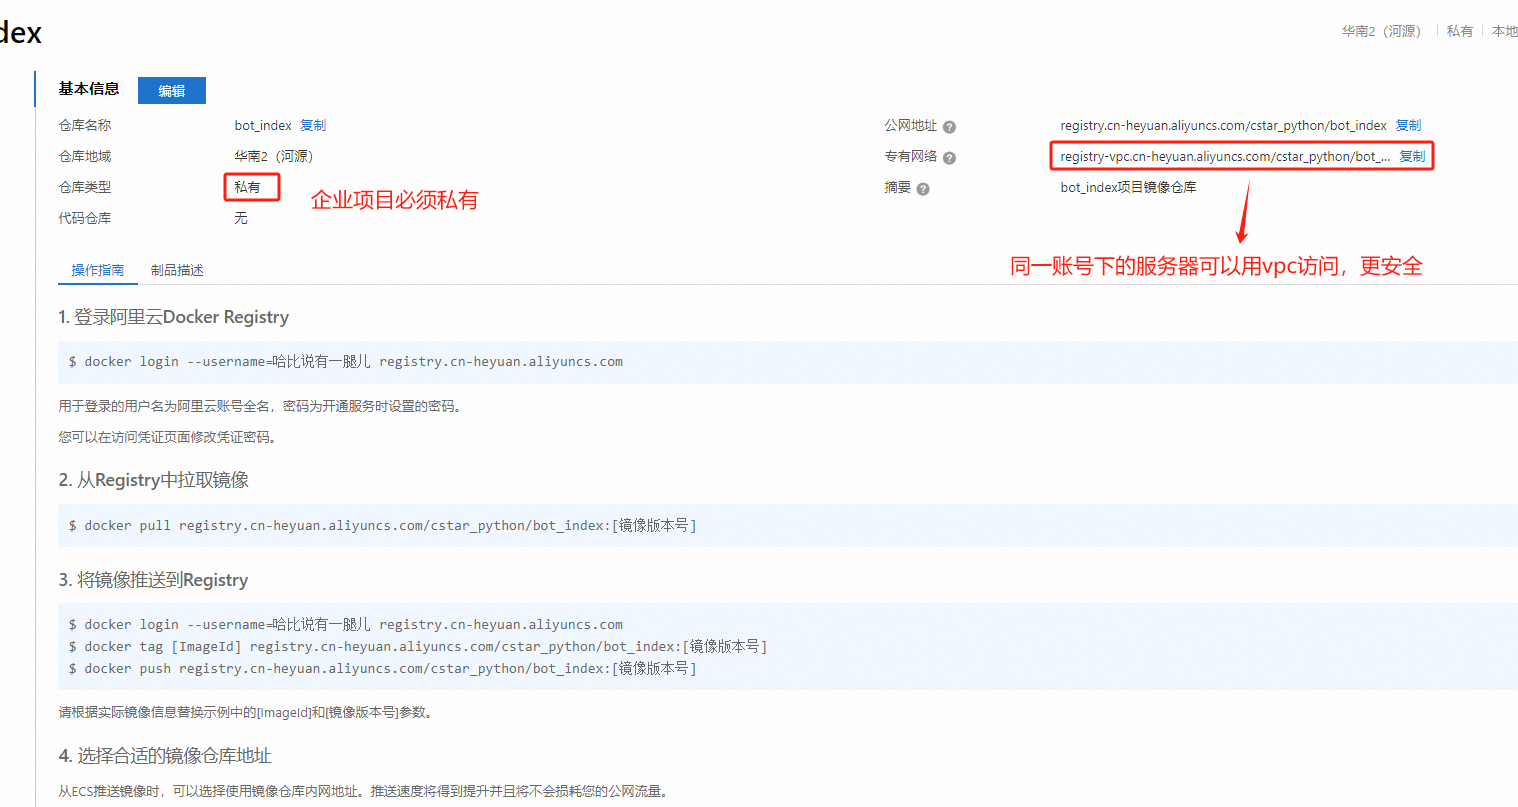 dex
华南2（河源） 私有 本地
基本信息 编辑
仓库名称 bot_index 复制
公网地址 registry.cn-heyuan.aliyuncs.com/cstar_python/bot_index 复制
仓库地域 华南2（河源）
专有网络 registry-vpc.cn-heyuan.aliyuncs.com/cstar_python/bot_... 复制
仓库类型 私有
企业项目必须私有
摘要 bot_index项目镜像仓库
代码仓库 无
同一账号下的服务器可以用vpc访问，更安全
操作指南 制品描述
1. 登录阿里云Docker Registry
$ docker login --username=哈比说有一腿儿 registry.cn-heyuan.aliyuncs.com
用于登录的用户名为阿里云账号全名，密码为开通服务时设置的密码。
您可以在访问凭证页面修改凭证密码。
2. 从Registry中拉取镜像
$ docker pull registry.cn-heyuan.aliyuncs.com/cstar_python/bot_index:[镜像版本号]
3. 将镜像推送到Registry
$ docker login --username=哈比说有一腿儿 registry.cn-heyuan.aliyuncs.com
$ docker tag [ImageId] registry.cn-heyuan.aliyuncs.com/cstar_python/bot_index:[镜像版本号]
$ docker push registry.cn-heyuan.aliyuncs.com/cstar_python/bot_index:[镜像版本号]
请根据实际镜像信息替换示例中的[ImageId]和[镜像版本号]参数。
4. 选择合适的镜像仓库地址
从ECS推送镜像时，可以选择使用镜像仓库内网地址。推送速度将得到提升并且将不会损耗您的公网流量。